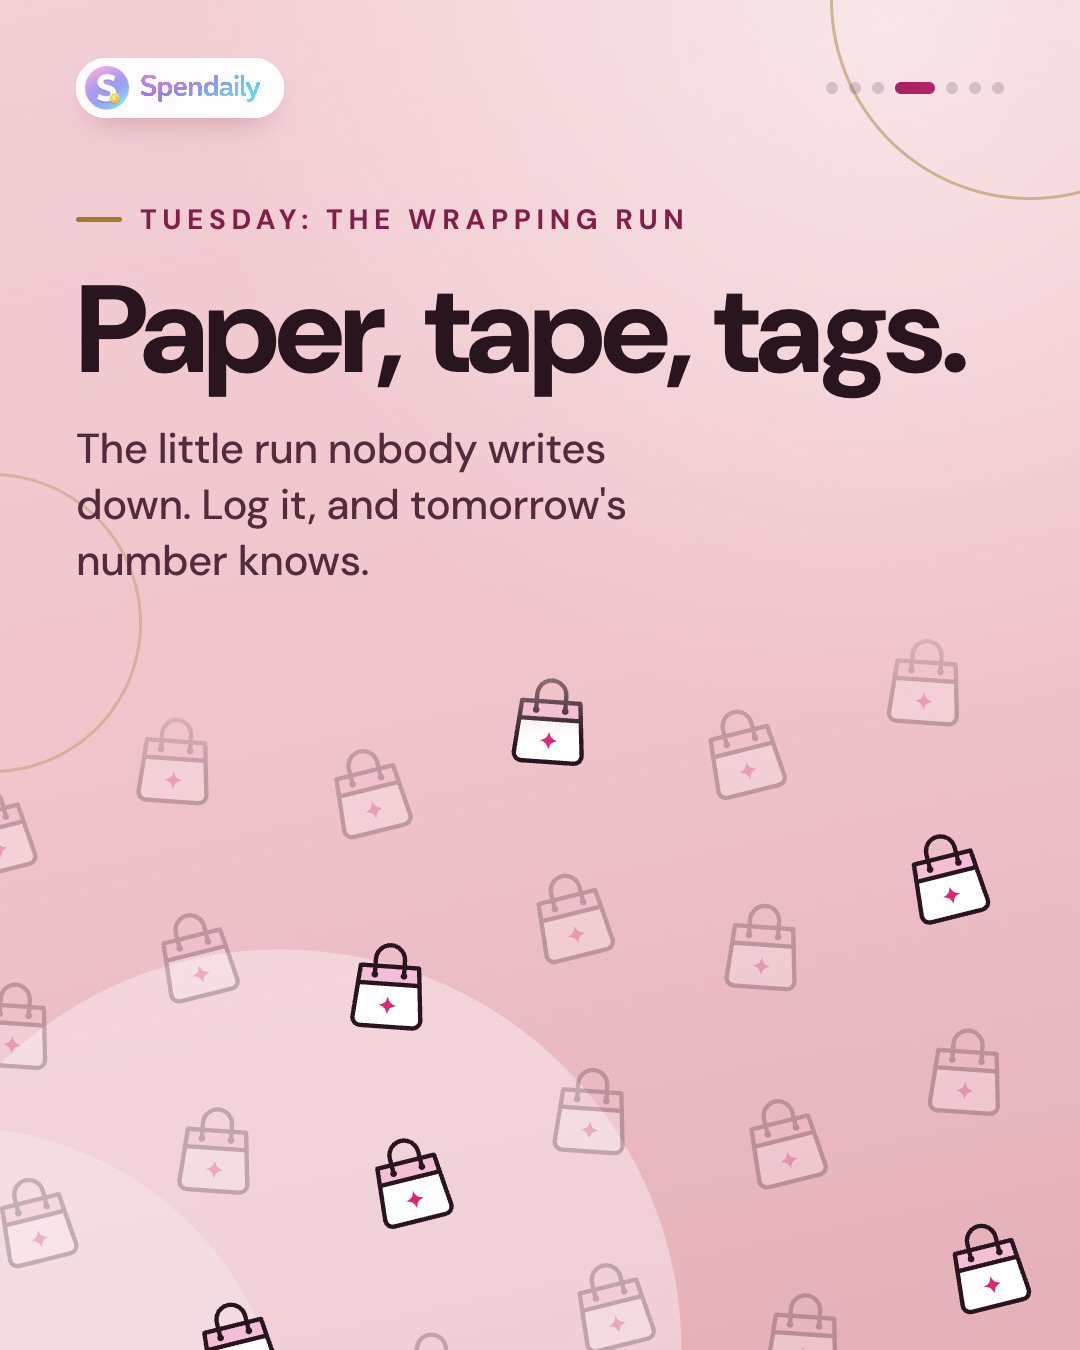 Spendaily
TUESDAY: THE WRAPPING RUN
Paper, tape, tags.
The little run nobody writes
down. Log it, and tomorrow's
number knows.